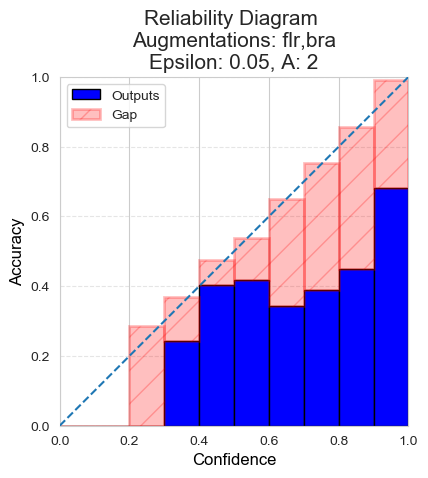 Reliability Diagram
Augmentations: flr,bra
Epsilon: 0.05, A: 2
Outputs
Gap
1.0
0.8
0.6
0.4
0.2
0.0
Accuracy
0.0 0.2 0.4 0.6 0.8 1.0
Confidence